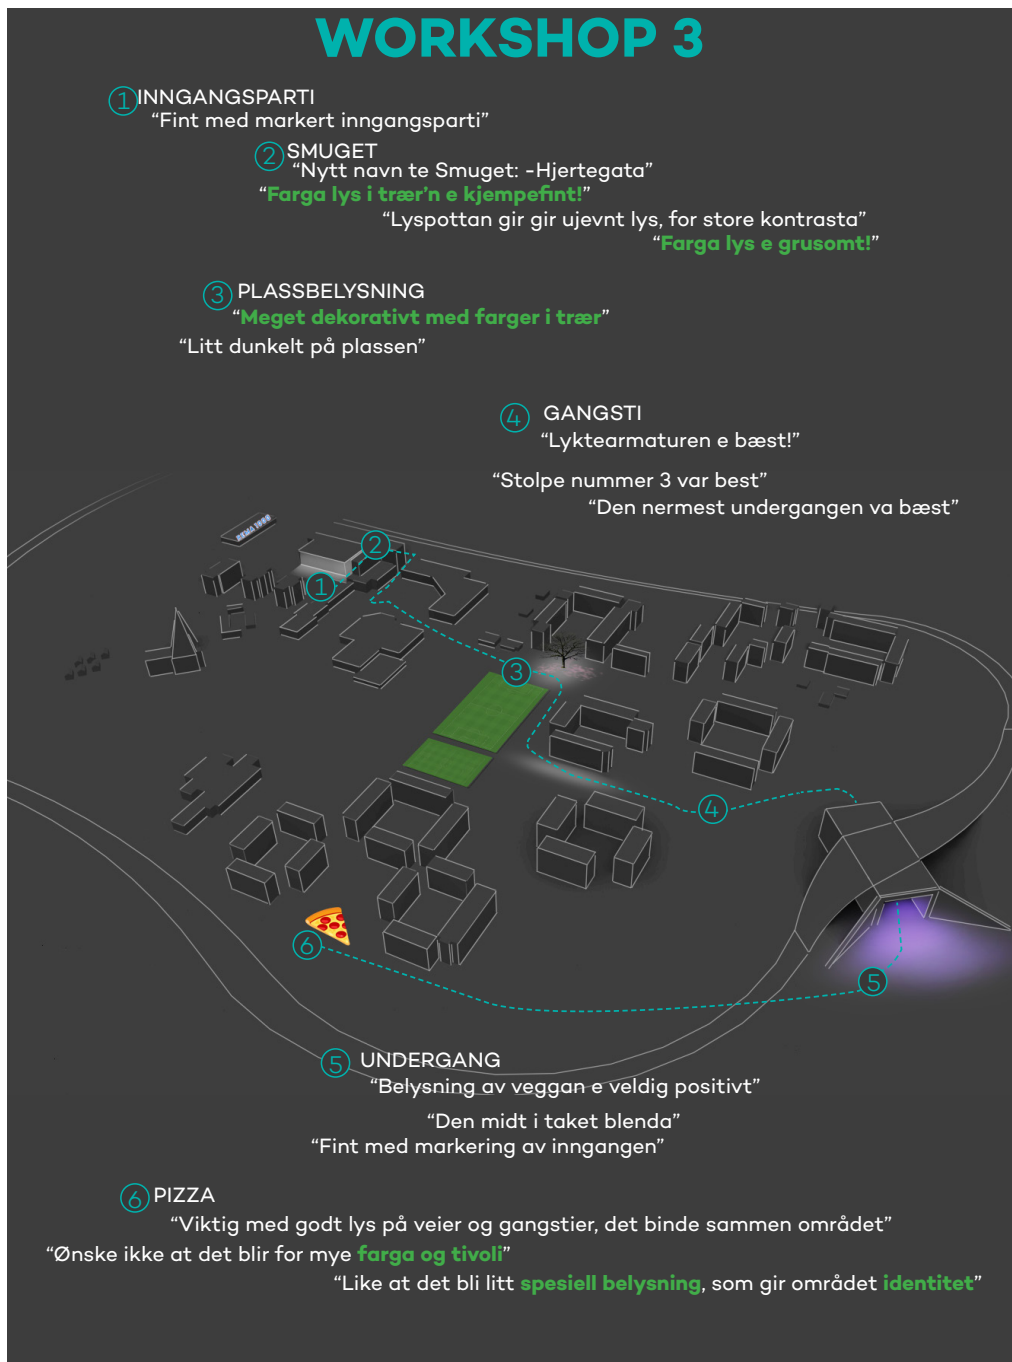 WORKSHOP 3
1 INNGANGSPARTI
“Fint med markert inngangsparti”
2 SMUGET
“Nytt navn te Smuget: -Hjertegata”
“Farga lys i trær’n e kjempefint!”
“Lyspottan gir gir ujevnt lys, for store kontrasta”
“Farga lys e grusomt!”
3 PLASSBELYSNING
“Meget dekorativt med farger i trær”
“Litt dunkelt på plassen”
4 GANGSTI
“Lyktearmaturen e bæst!”
“Stolpe nummer 3 var best”
“Den nermest undergangen va bæst”
2
1
3
4
6
5
5 UNDERGANG
“Belysning av veggan e veldig positivt”
“Den midt i taket blenda”
“Fint med markering av inngangen”
6 PIZZA
“Viktig med godt lys på veier og gangstier, det binde sammen området”
“Ønske ikke at det blir for mye farga og tivoli”
“Like at det bli litt spesiell belysning, som gir området identitet”